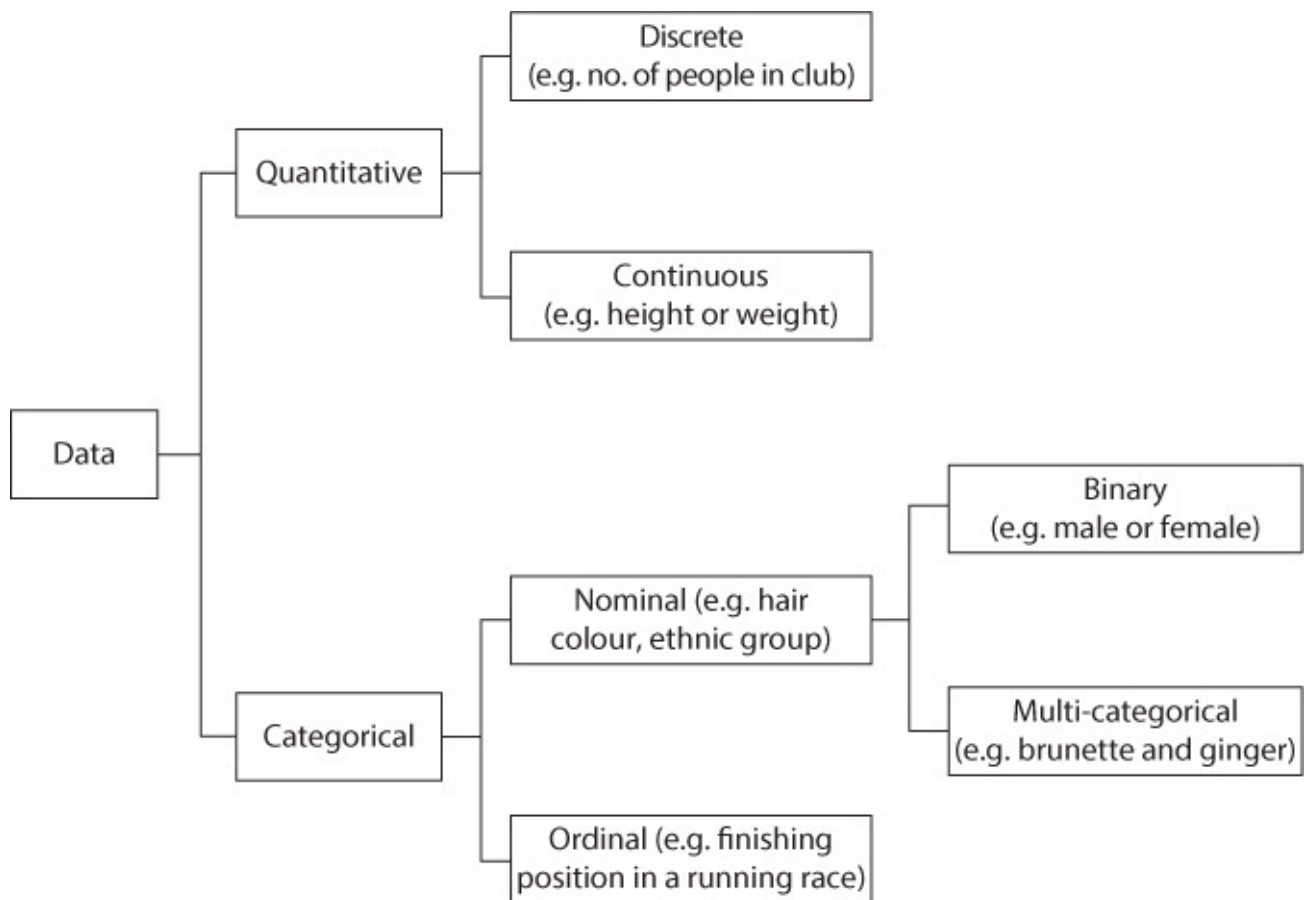 Discrete
(e.g. no. of people in club)
Quantitative
Continuous
(e.g. height or weight)
Data
Binary
(e.g. male or female)
Nominal (e.g. hair
colour, ethnic group)
Categorical
Multi-categorical
(e.g. brunette and ginger)
Ordinal (e.g. finishing
position in a running race)